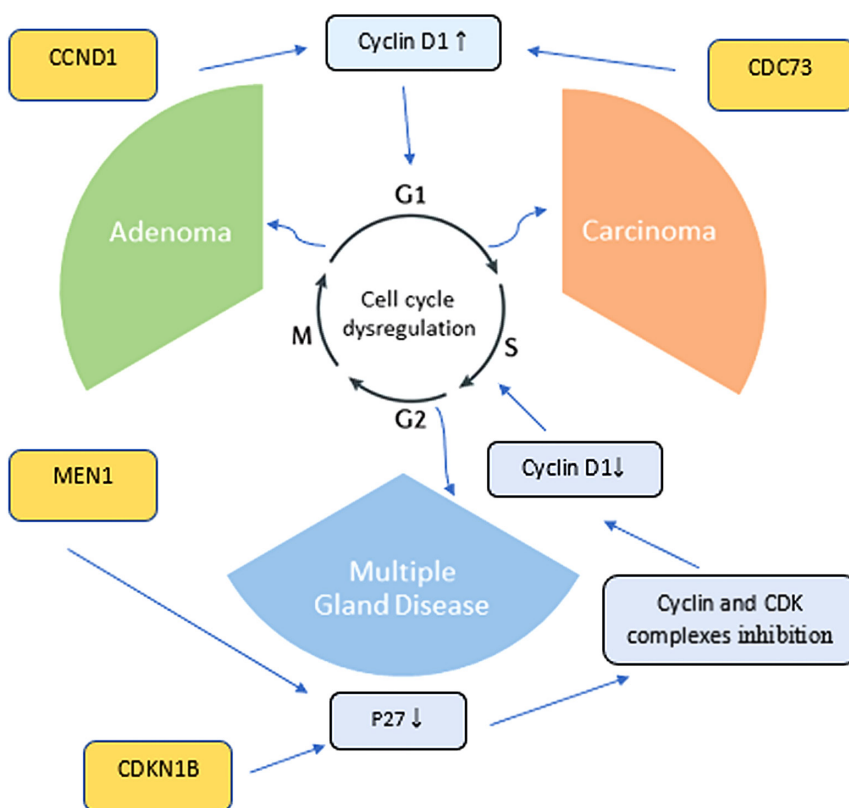 CCND1
Cyclin D1 ↑
CDC73
Adenoma
G1
Carcinoma
Cell cycle
dysregulation
M
S
G2
MEN1
Cyclin D1↓
Multiple
Gland Disease
Cyclin and CDK
complexes inhibition
P27 ↓
CDKN1B